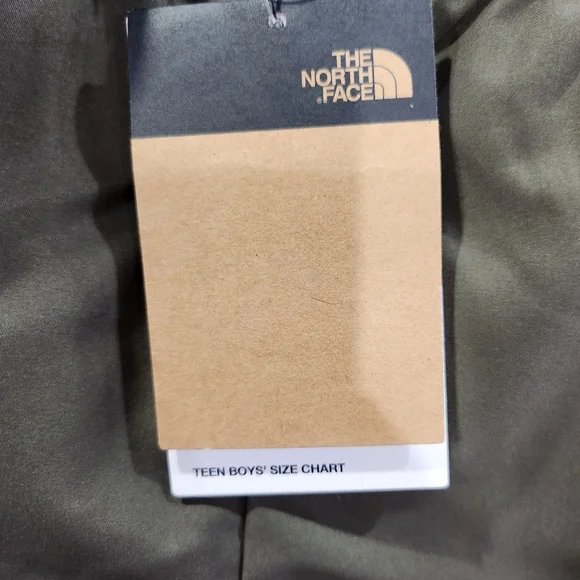 THE
NORTH
FACE
TEEN BOYS' SIZE CHART